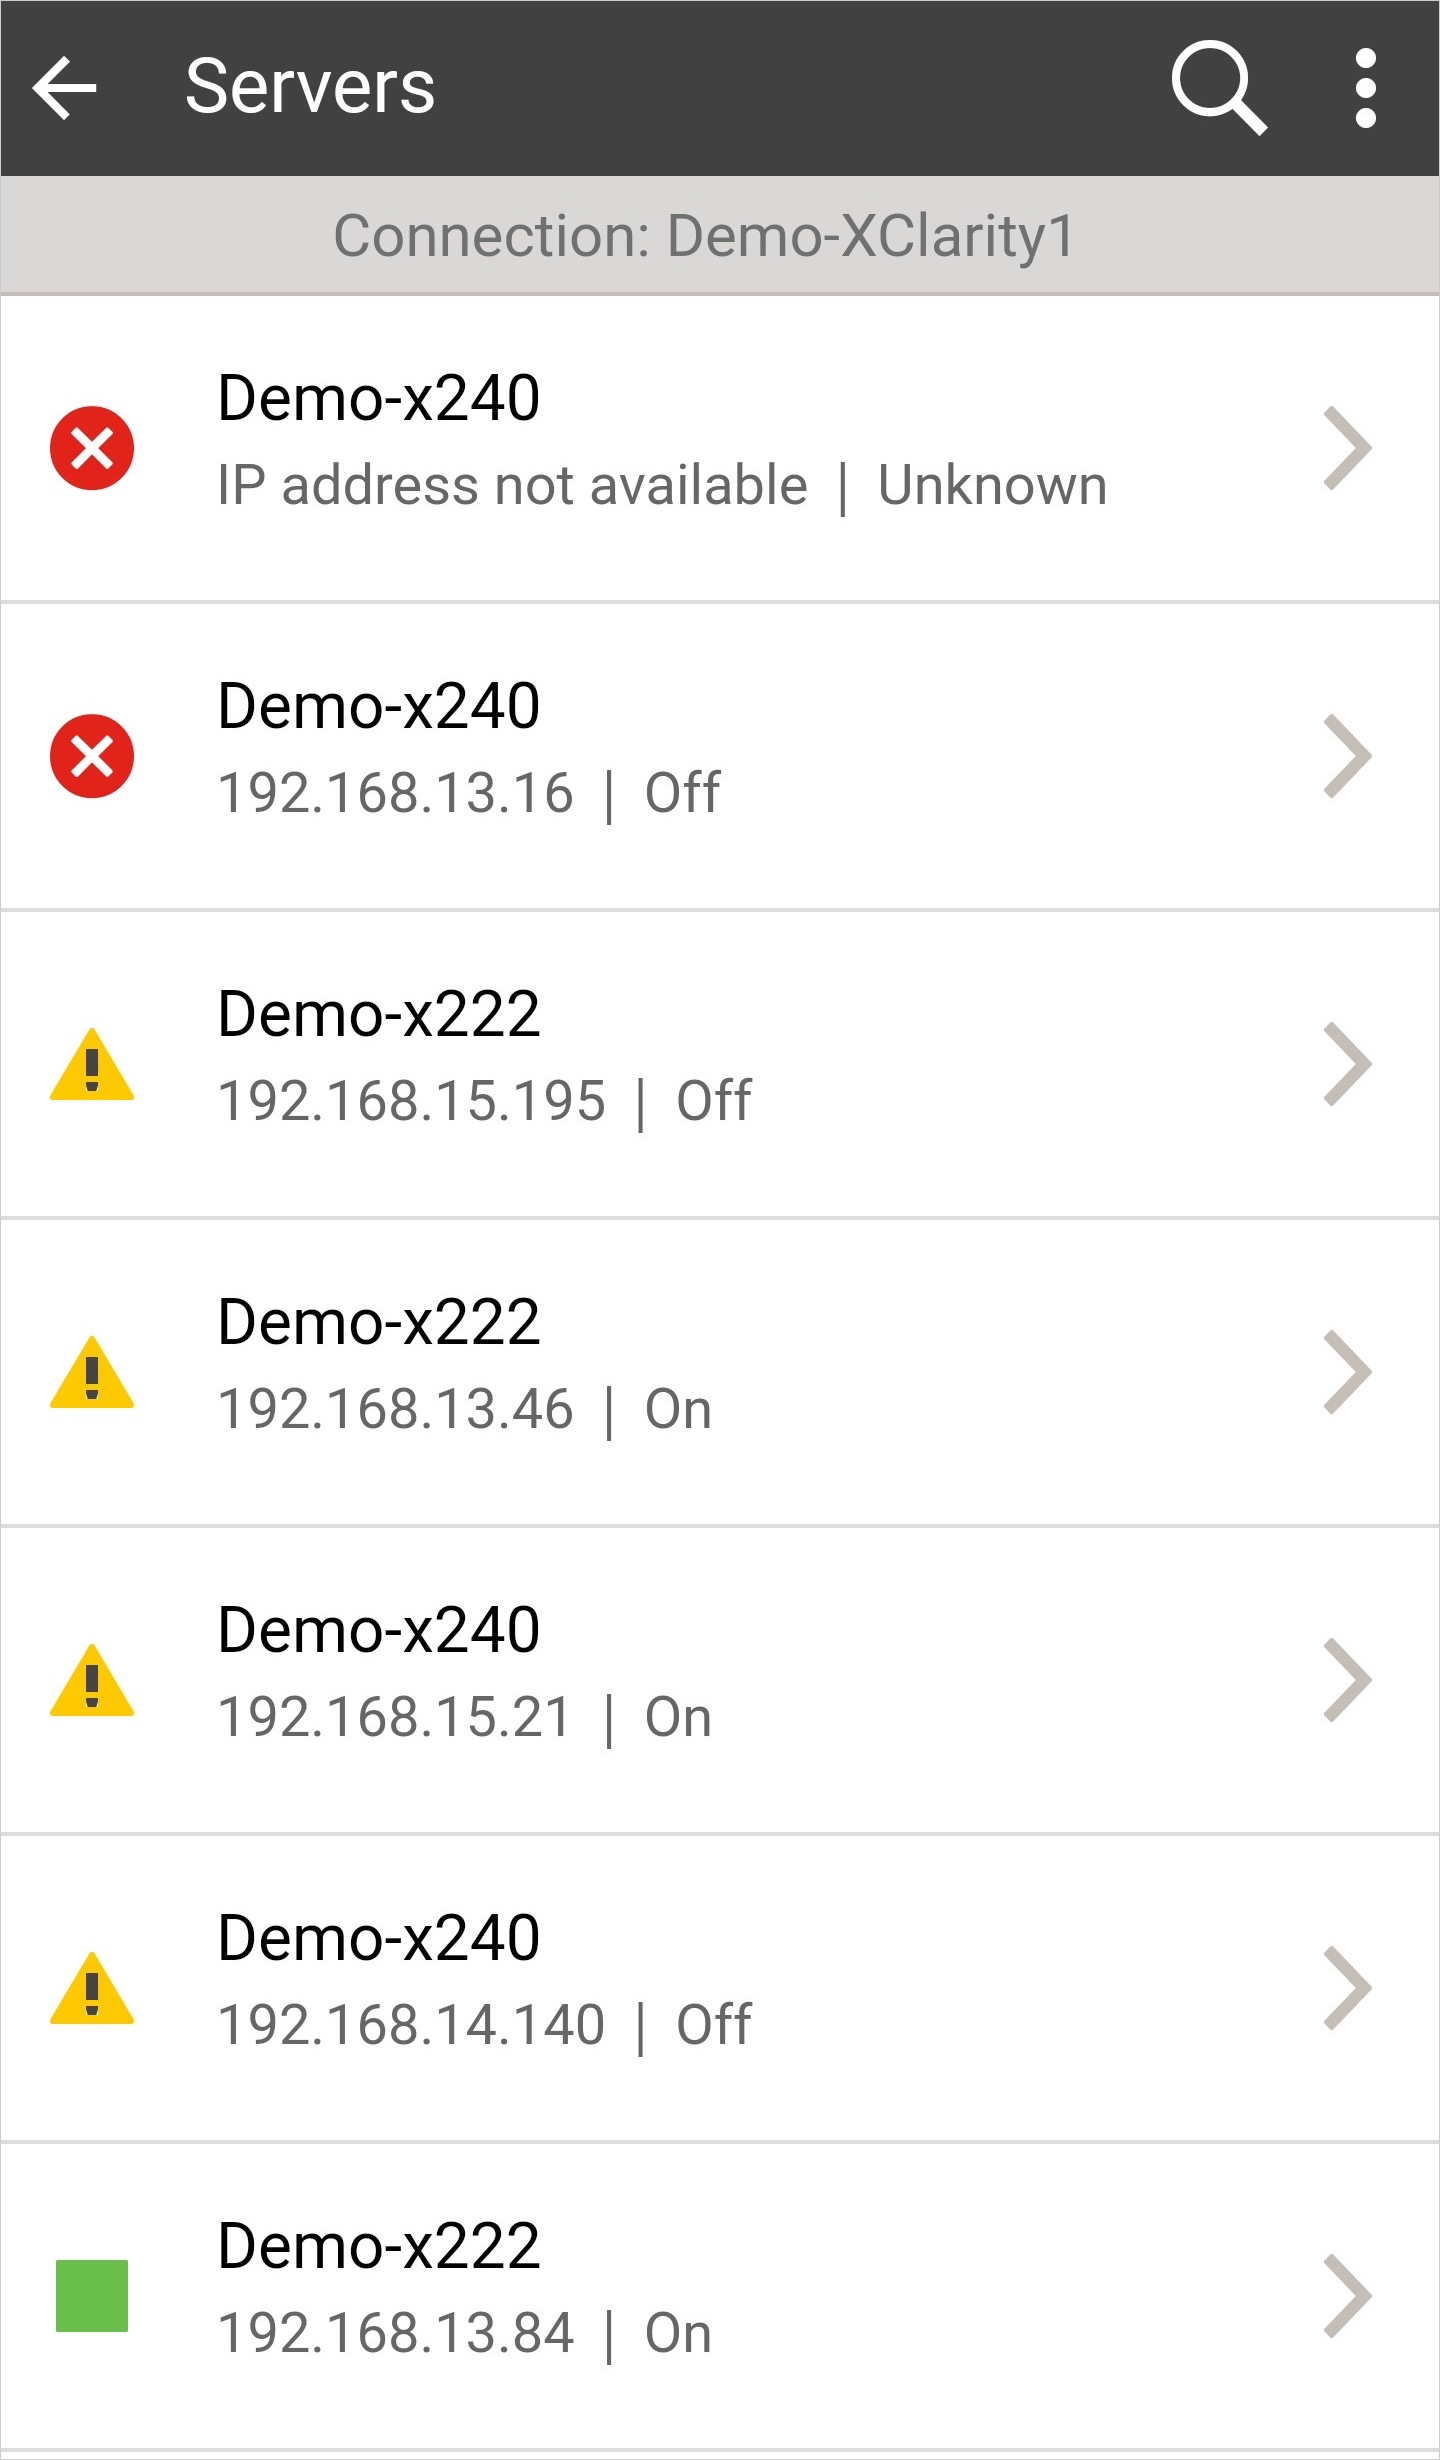 Servers
Connection: Demo-XClarity1
Demo-x240
IP address not available | Unknown
Demo-x240
192.168.13.16 | Off
Demo-x222
192.168.15.195 | Off
Demo-x222
192.168.13.46 | On
Demo-x240
192.168.15.21 | On
Demo-x240
192.168.14.140 | Off
Demo-x222
192.168.13.84 | On